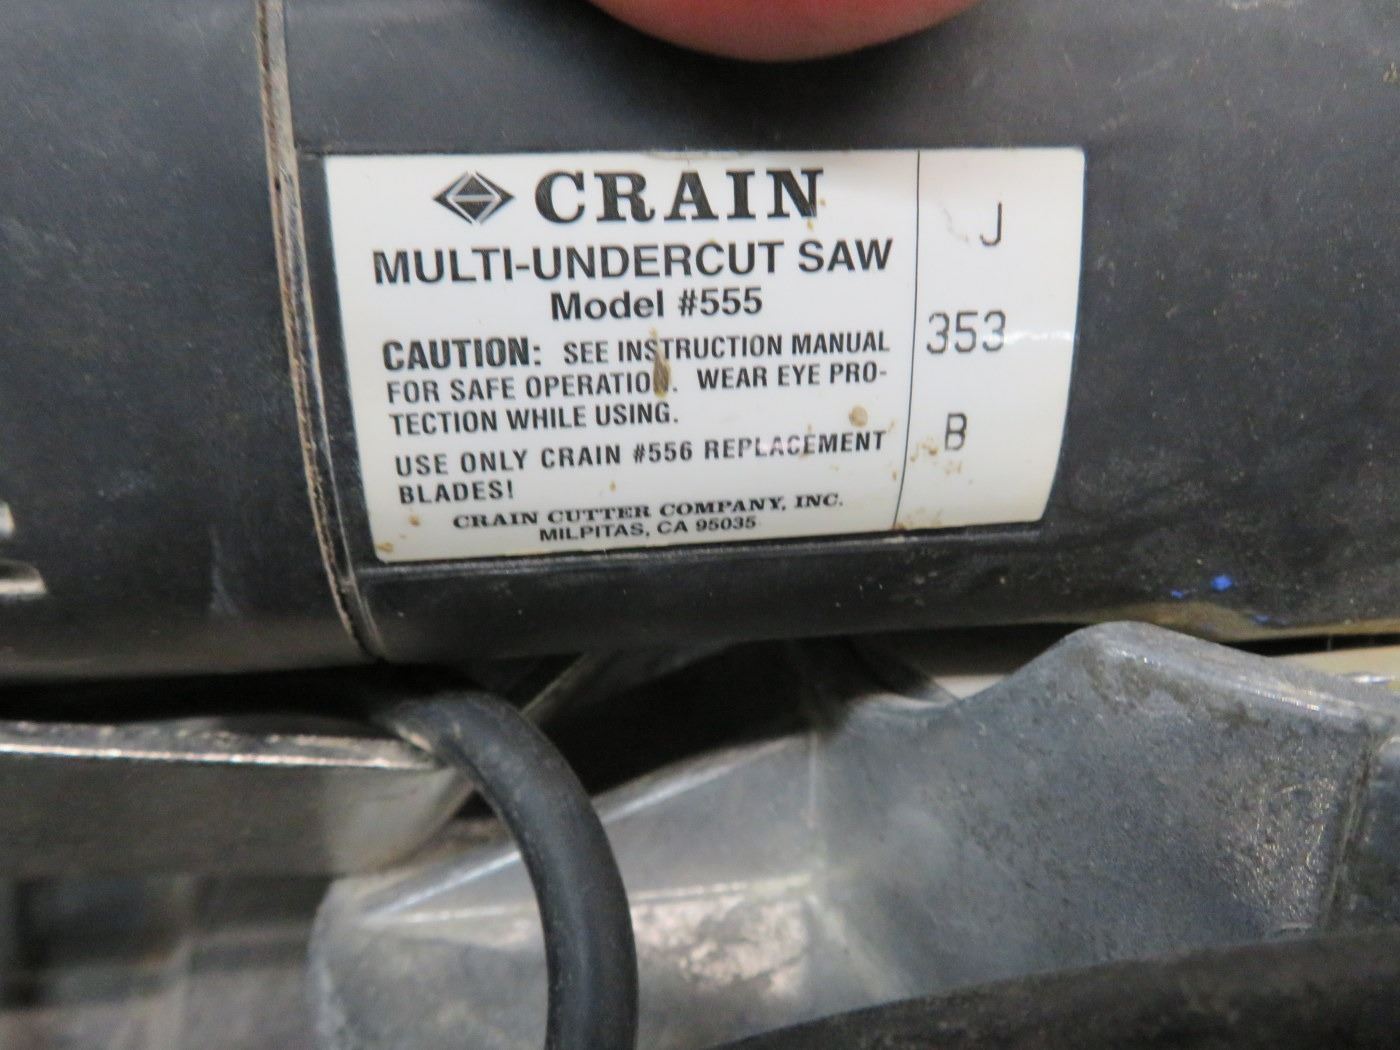 CRAIN
MULTI-UNDERCUT SAW
Model #555
CAUTION: SEE INSTRUCTION MANUAL
FOR SAFE OPERATION. WEAR EYE PRO-
TECTION WHILE USING.
USE ONLY CRAIN #556 REPLACEMENT
BLADES!
CRAIN CUTTER COMPANY, INC.
MILPITAS, CA 95035
J
353
B